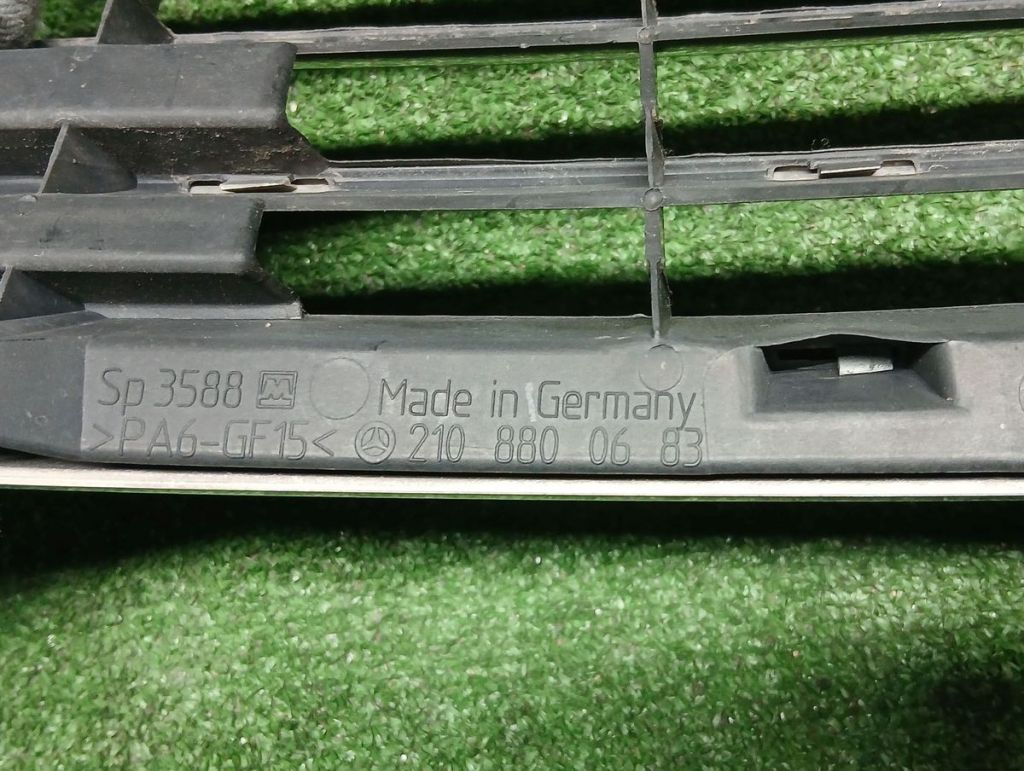 Sp 3588 M Made in Germany
>PA6-GF15< 210 880 06 83